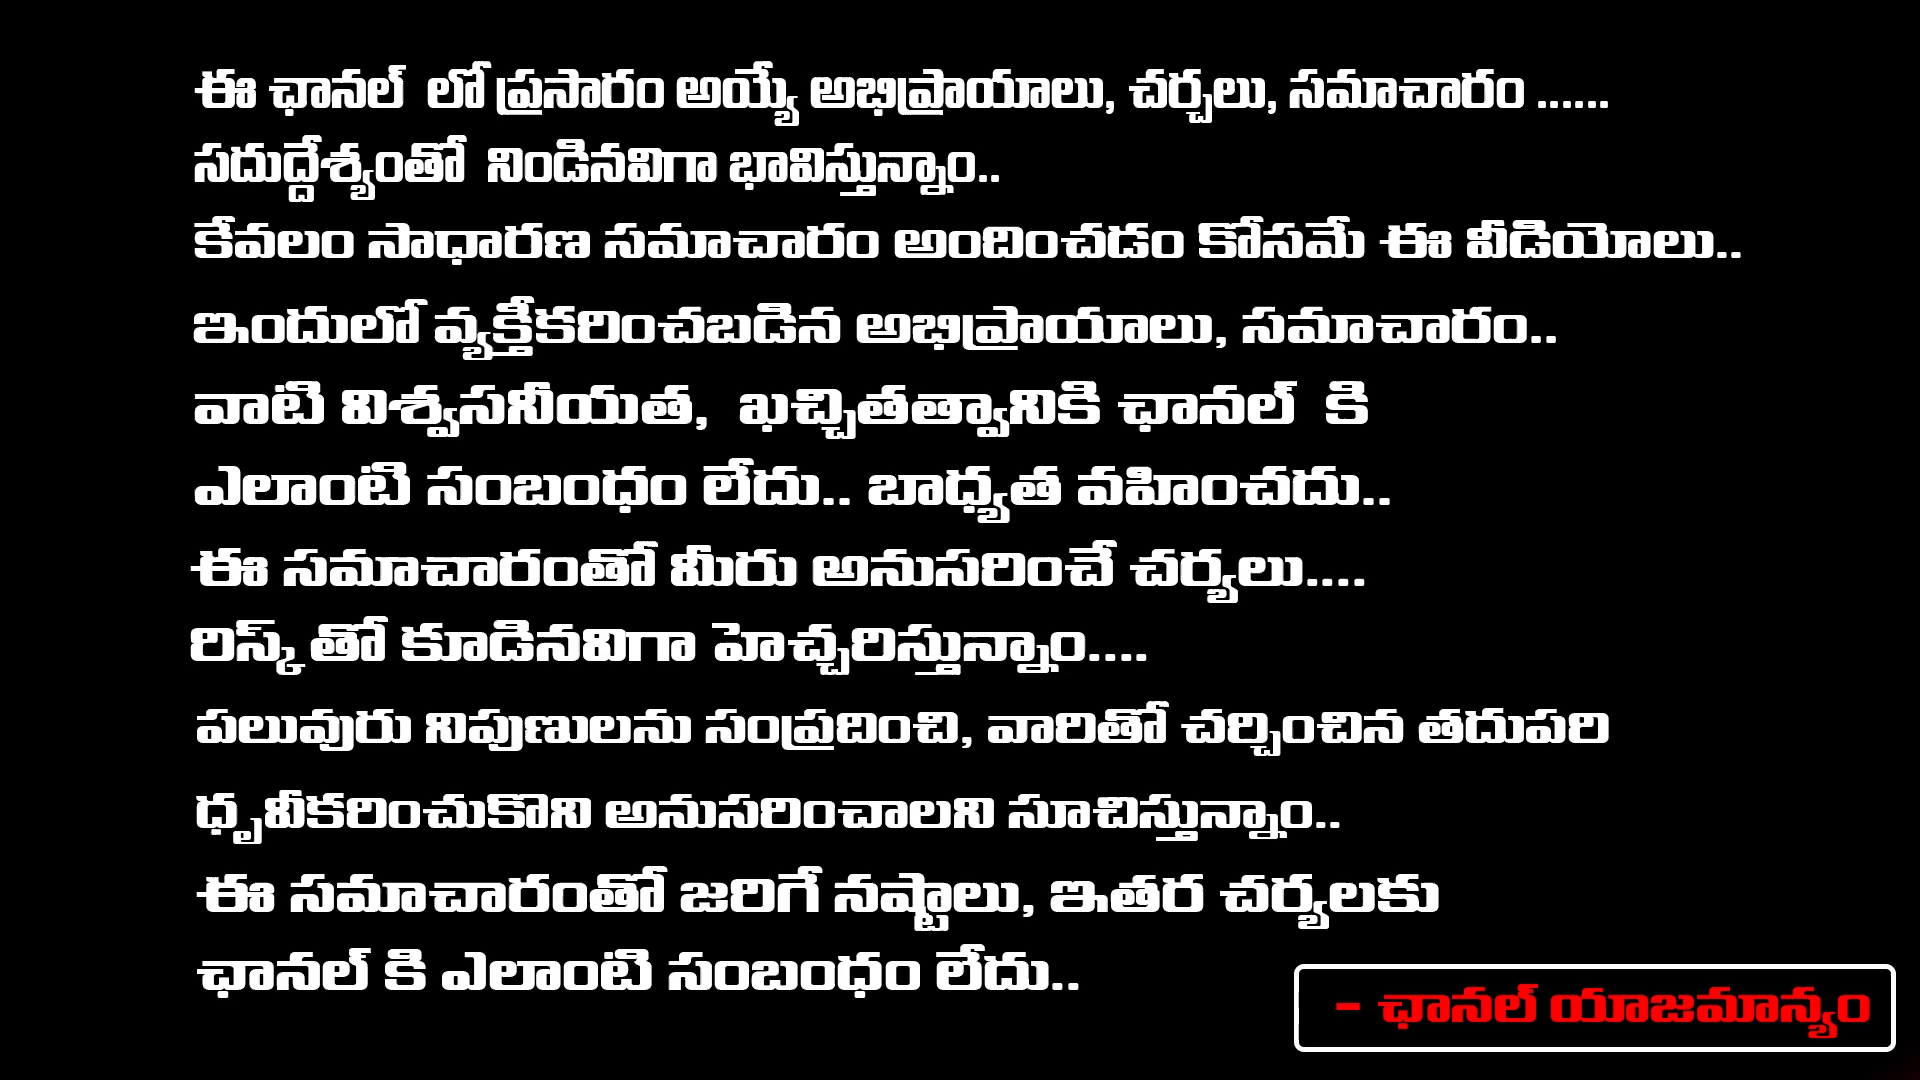 ఈ ఛానల్ లో ప్రసారం అయ్యే అభిప్రాయాలు, చర్చలు, సమాచారం ......
సదుద్దేశ్యంతో నిండినవిగా భావిస్తున్నాం..
కేవలం సాధారణ సమాచారం అందించడం కోసమే ఈ వీడియోలు..
ఇందులో వ్యక్తీకరించబడిన అభిప్రాయాలు, సమాచారం..
వాటి విశ్వసనీయత, ఖచ్చితత్వానికి ఛానల్ కి
ఎలాంటి సంబంధం లేదు.. బాధ్యత వహించదు..
ఈ సమాచారంతో మీరు అనుసరించే చర్యలు....
రిస్క్ తో కూడినవిగా హెచ్చరిస్తున్నాం....
పలువురు నిపుణులను సంప్రదించి, వారితో చర్చించిన తదుపరి
ధృవీకరించుకొని అనుసరించాలని సూచిస్తున్నాం..
ఈ సమాచారంతో జరిగే నష్టాలు, ఇతర చర్యలకు
ఛానల్ కి ఎలాంటి సంబంధం లేదు..
- ఛానల్ యాజమాన్యం